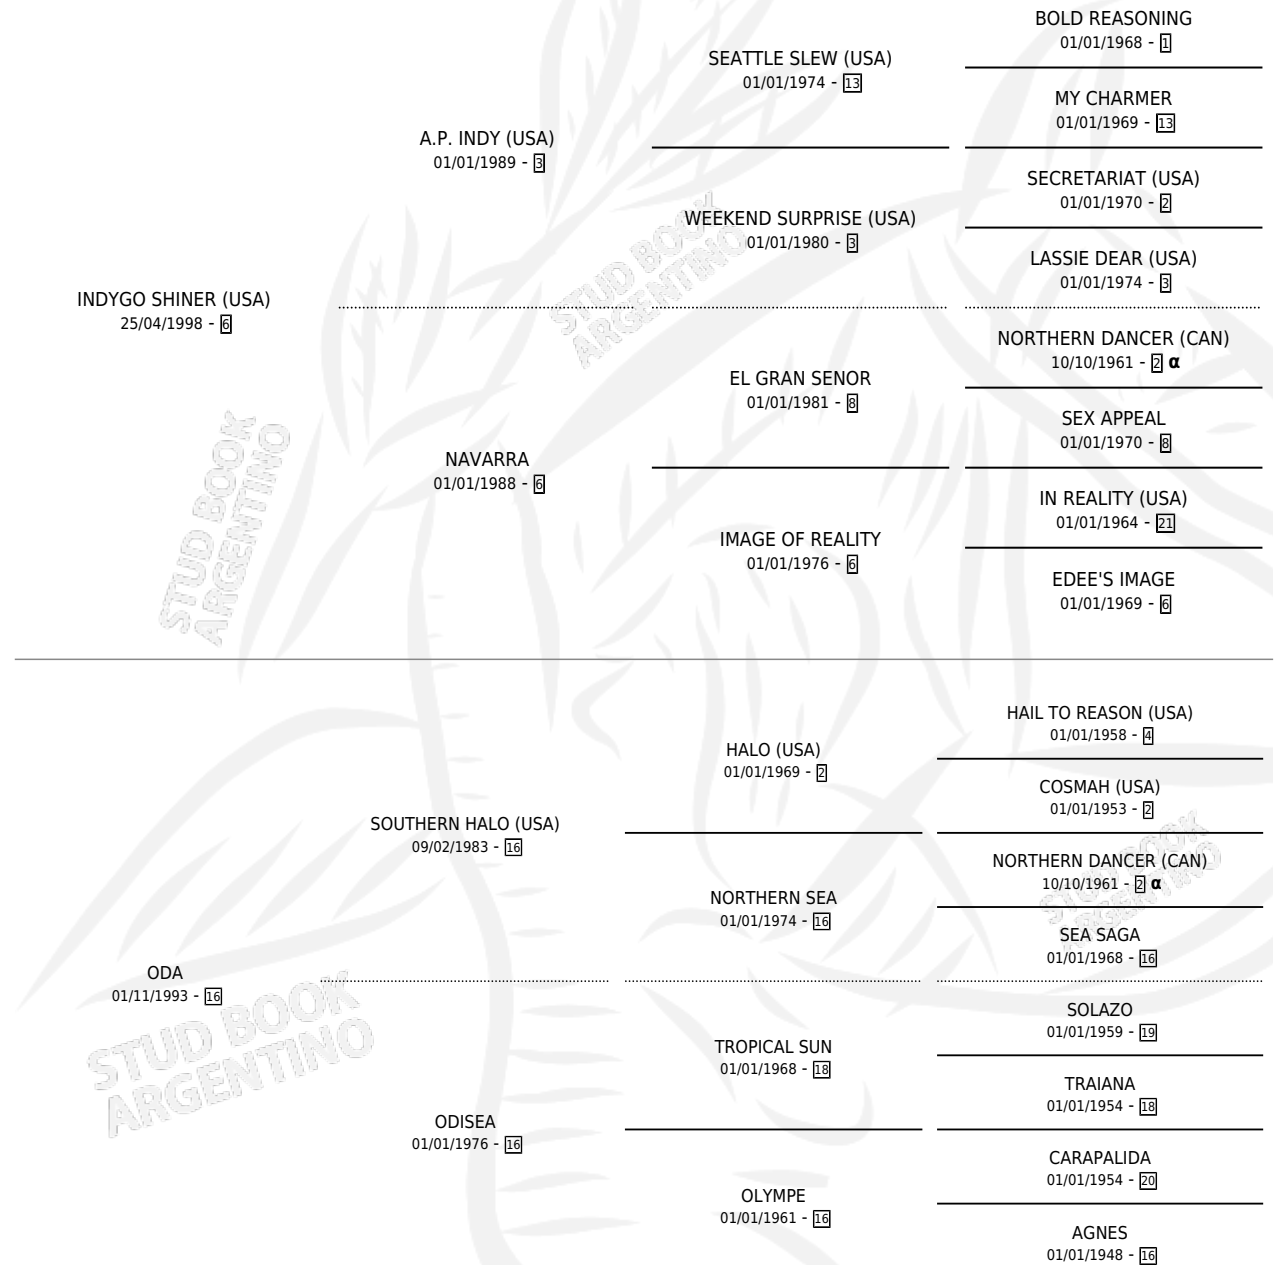 INDYGO SHINER (USA)
25/04/1998 - 6
A.P. INDY (USA)
01/01/1989 - 3
SEATTLE SLEW (USA)
01/01/1974 - 13
BOLD REASONING
01/01/1968 - 1
MY CHARMER
01/01/1969 - 13
WEEKEND SURPRISE (USA)
01/01/1980 - 3
SECRETARIAT (USA)
01/01/1970 - 2
LASSIE DEAR (USA)
01/01/1974 - 3
NAVARRA
01/01/1988 - 6
EL GRAN SENOR
01/01/1981 - 8
NORTHERN DANCER (CAN)
10/10/1961 - 2 α
SEX APPEAL
01/01/1970 - 8
IMAGE OF REALITY
01/01/1976 - 6
IN REALITY (USA)
01/01/1964 - 21
EDEE'S IMAGE
01/01/1969 - 6
ODA
01/11/1993 - 16
SOUTHERN HALO (USA)
09/02/1983 - 16
HALO (USA)
01/01/1969 - 2
HAIL TO REASON (USA)
01/01/1958 - 4
COSMAH (USA)
01/01/1953 - 2
NORTHERN SEA
01/01/1974 - 16
NORTHERN DANCER (CAN)
10/10/1961 - 2 α
SEA SAGA
01/01/1968 - 16
ODISEA
01/01/1976 - 16
TROPICAL SUN
01/01/1968 - 18
SOLAZO
01/01/1959 - 19
TRAIANA
01/01/1954 - 18
OLYMPE
01/01/1961 - 16
CARAPALIDA
01/01/1954 - 20
AGNES
01/01/1948 - 16
STUD BOOK
ARGENTINO
STUD BOOK
ARGENTINO
STUD BOOK
ARGENTINO
STUD BOOK
ARGENTINO